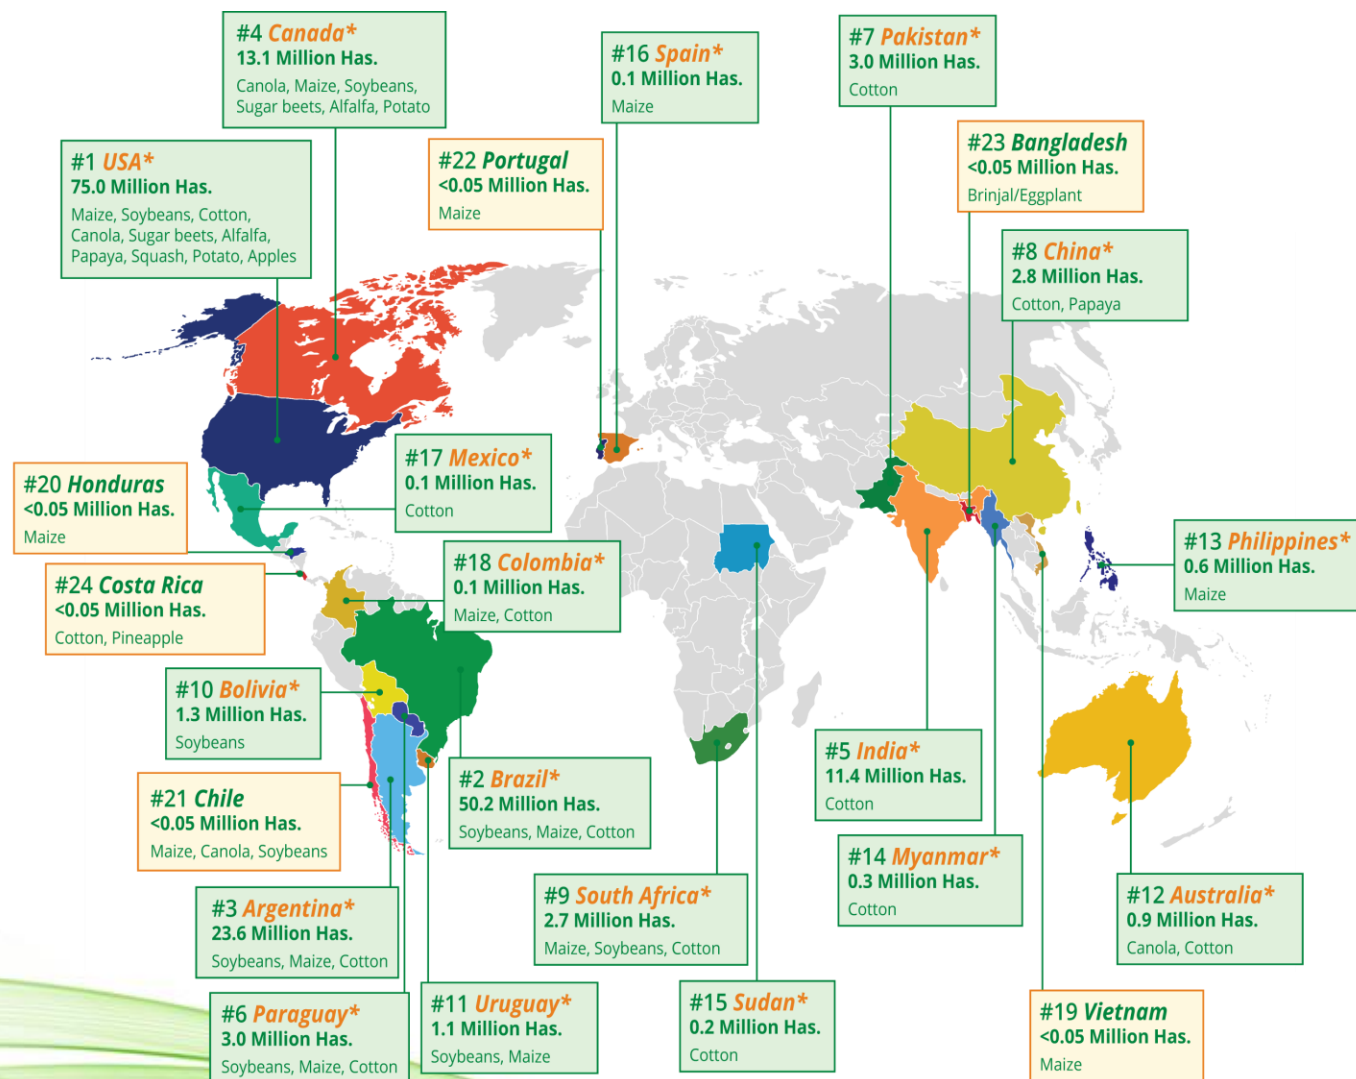 #4 Canada*
13.1 Million Has.
Canola, Maize, Soybeans,
Sugar beets, Alfalfa, Potato
#16 Spain*
0.1 Million Has.
Maize
#7 Pakistan*
3.0 Million Has.
Cotton
#1 USA*
75.0 Million Has.
Maize, Soybeans, Cotton,
Canola, Sugar beets, Alfalfa,
Papaya, Squash, Potato, Apples
#22 Portugal
<0.05 Million Has.
Maize
#23 Bangladesh
<0.05 Million Has.
Brinjal/Eggplant
#8 China*
2.8 Million Has.
Cotton, Papaya
#17 Mexico*
0.1 Million Has.
Cotton
#20 Honduras
<0.05 Million Has.
Maize
#18 Colombia*
0.1 Million Has.
Maize, Cotton
#13 Philippines*
0.6 Million Has.
Maize
#24 Costa Rica
<0.05 Million Has.
Cotton, Pineapple
#10 Bolivia*
1.3 Million Has.
Soybeans
#5 India*
11.4 Million Has.
Cotton
#2 Brazil*
50.2 Million Has.
Soybeans, Maize, Cotton
#21 Chile
<0.05 Million Has.
Maize, Canola, Soybeans
#14 Myanmar*
0.3 Million Has.
Cotton
#9 South Africa*
2.7 Million Has.
Maize, Soybeans, Cotton
#12 Australia*
0.9 Million Has.
Canola, Cotton
#3 Argentina*
23.6 Million Has.
Soybeans, Maize, Cotton
#11 Uruguay*
1.1 Million Has.
Soybeans, Maize
#15 Sudan*
0.2 Million Has.
Cotton
#6 Paraguay*
3.0 Million Has.
Soybeans, Maize, Cotton
#19 Vietnam
<0.05 Million Has.
Maize